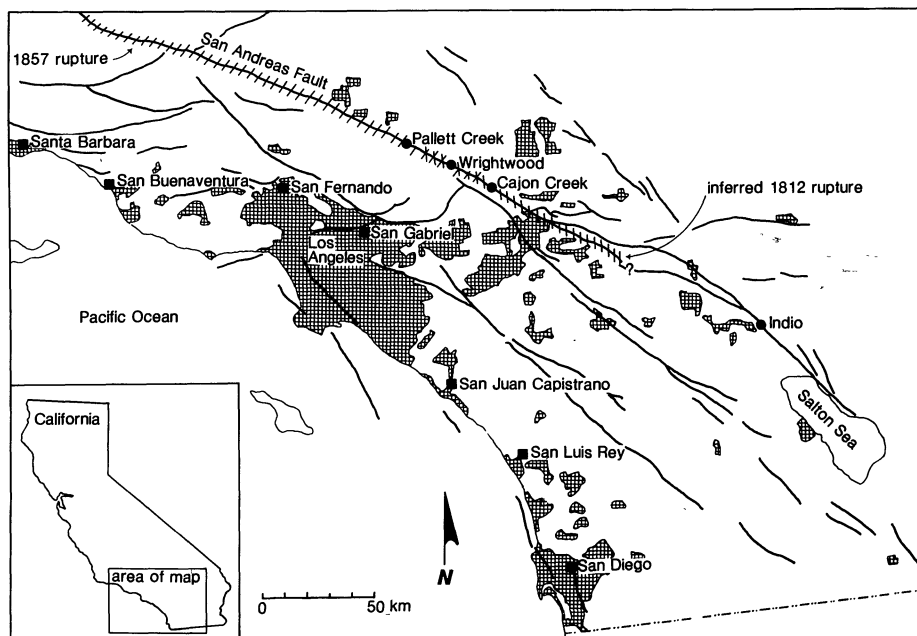 1857 rupture
San Andreas Fault
Santa Barbara
San Buenaventura
San Fernando
Pallett Creek
Wrightwood
Cajon Creek
inferred 1812 rupture
San Gabriel
Los
Angeles
?
Pacific Ocean
Indio
San Juan Capistrano
Salton Sea
California
San Luis Rey
area of map
N
San Diego
0 50 km